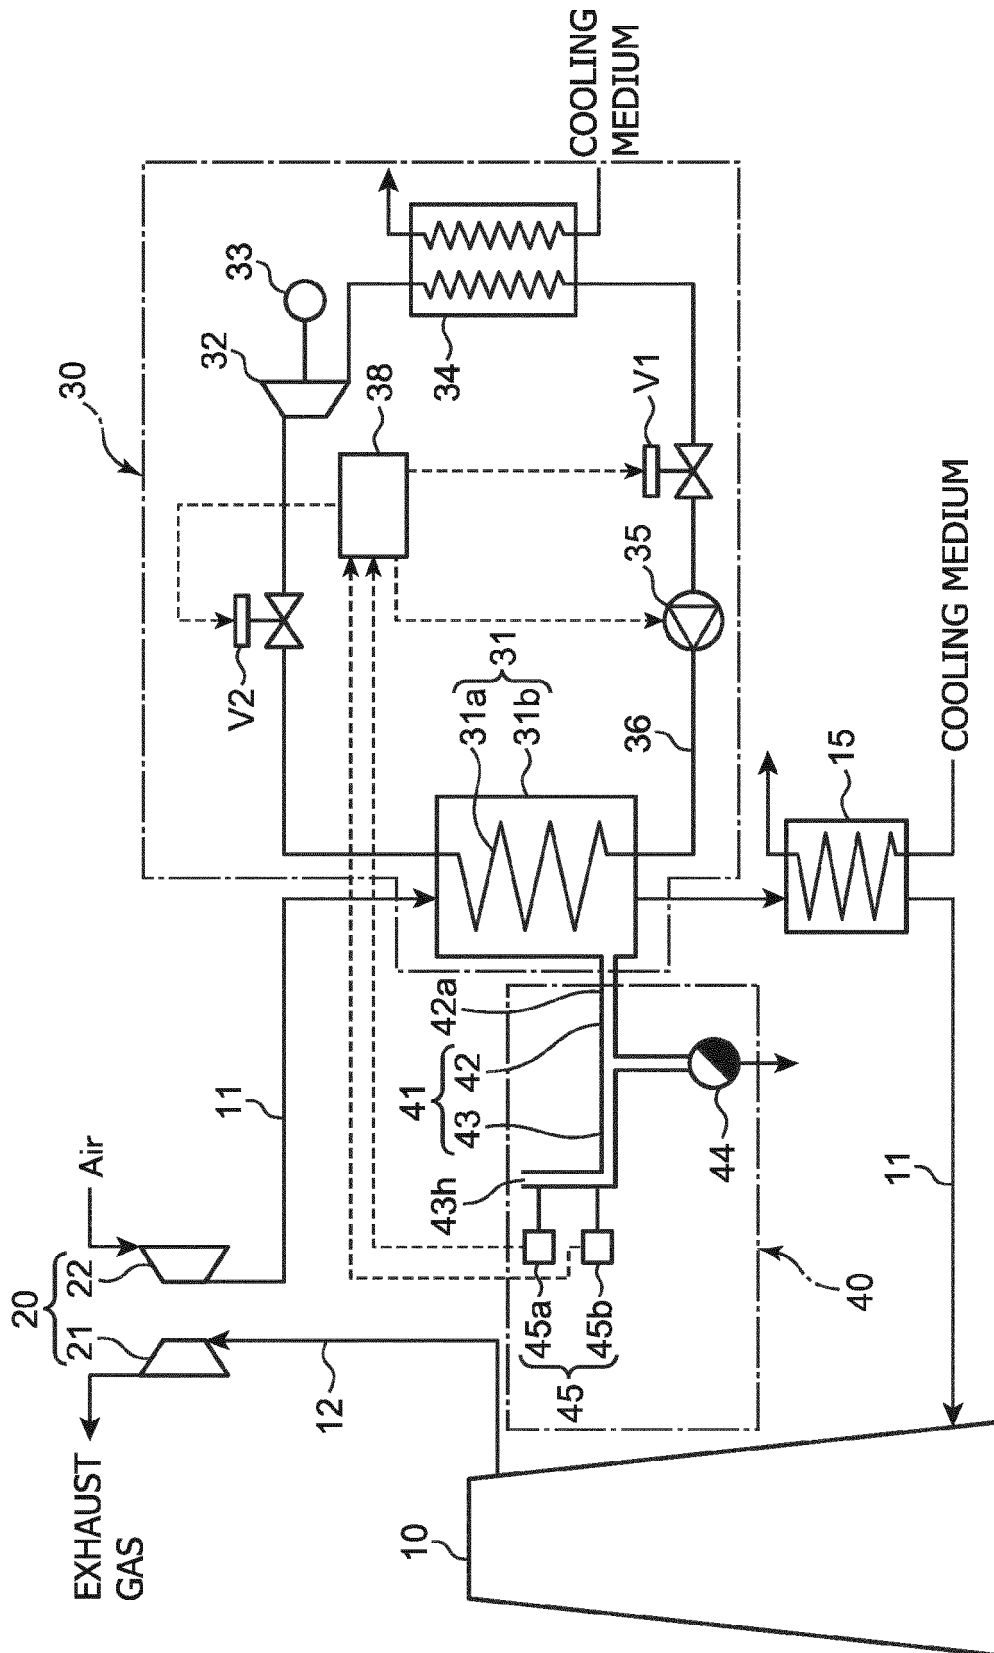 EXHAUST
GAS
20
21
22
Air
12
11
10
30
V2
32
33
38
34
V1
35
36
31
31a
31b
COOLING
MEDIUM
15
COOLING MEDIUM
11
40
41
42a
42
43
43h
44
45
45a
45b